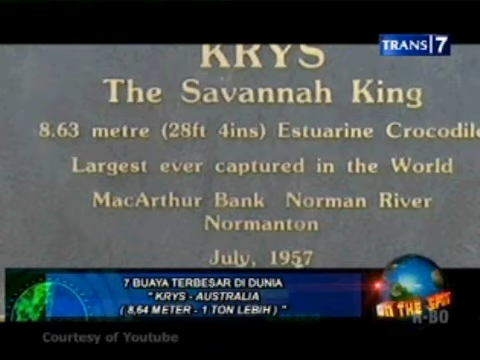 TRANS|7
KRYS
The Savannah King
8.63 metre (28ft 4ins) Estuarine Crocodile
Largest ever captured in the World
MacArthur Bank Norman River
Normanton
July, 1957
7 BUAYA TERBESAR DI DUNIA
" KRYS - AUSTRALIA
( 8,64 METER - 1 TON LEBIH ) "
ON THE SPOT
R-BO
Courtesy of Youtube